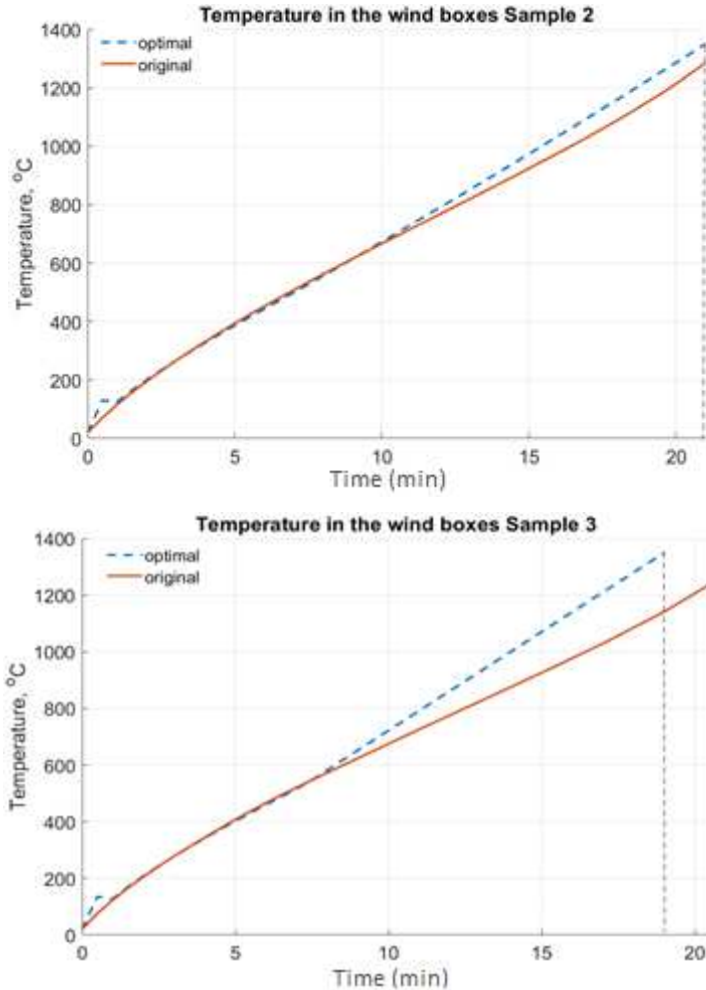 Temperature in the wind boxes Sample 2
1400
1200
1000
800
600
400
200
0
Temperature, °C
optimal
original
0 5 10 15 20
Time (min)
Temperature in the wind boxes Sample 3
1400
1200
1000
800
600
400
200
0
Temperature, °C
optimal
original
0 5 10 15 20
Time (min)